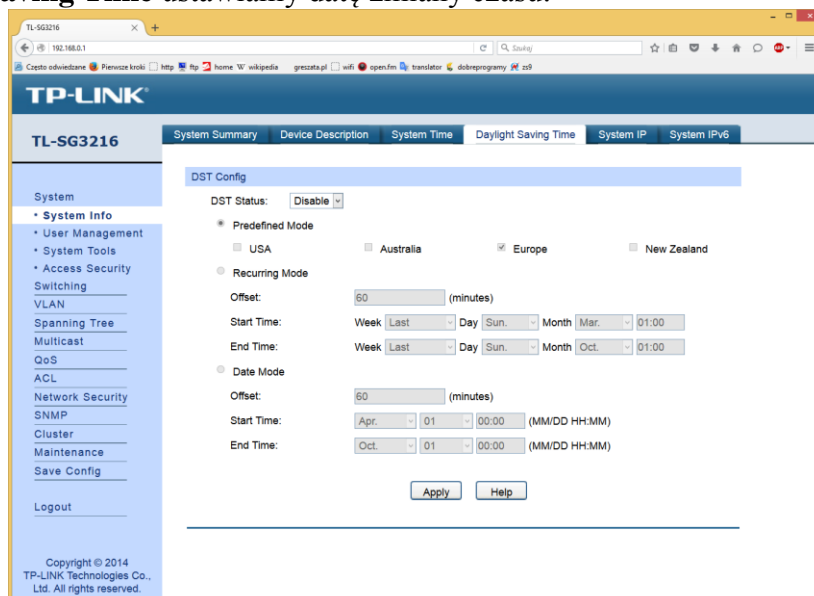 aving Time ustawiamy datę zmiany czasu.
TL-SG3216
192.168.0.1
Szukaj
Często odwiedzane Pierwsze kroki http ftp home wikipedia greszata.pl wifi open.fm translator dobreprogramy zs9
TP-LINK
TL-SG3216
System Summary Device Description System Time Daylight Saving Time System IP System IPv6
System
• System Info
• User Management
• System Tools
• Access Security
Switching
VLAN
Spanning Tree
Multicast
QoS
ACL
Network Security
SNMP
Cluster
Maintenance
Save Config
Logout
Copyright © 2014
TP-LINK Technologies Co.,
Ltd. All rights reserved.
DST Config
DST Status: Disable
Predefined Mode
USA Australia Europe New Zealand
Recurring Mode
Offset: 60 (minutes)
Start Time: Week Last Day Sun. Month Mar. 01:00
End Time: Week Last Day Sun. Month Oct. 01:00
Date Mode
Offset: 60 (minutes)
Start Time: Apr. 01 00:00 (MM/DD HH:MM)
End Time: Oct. 01 00:00 (MM/DD HH:MM)
Apply Help